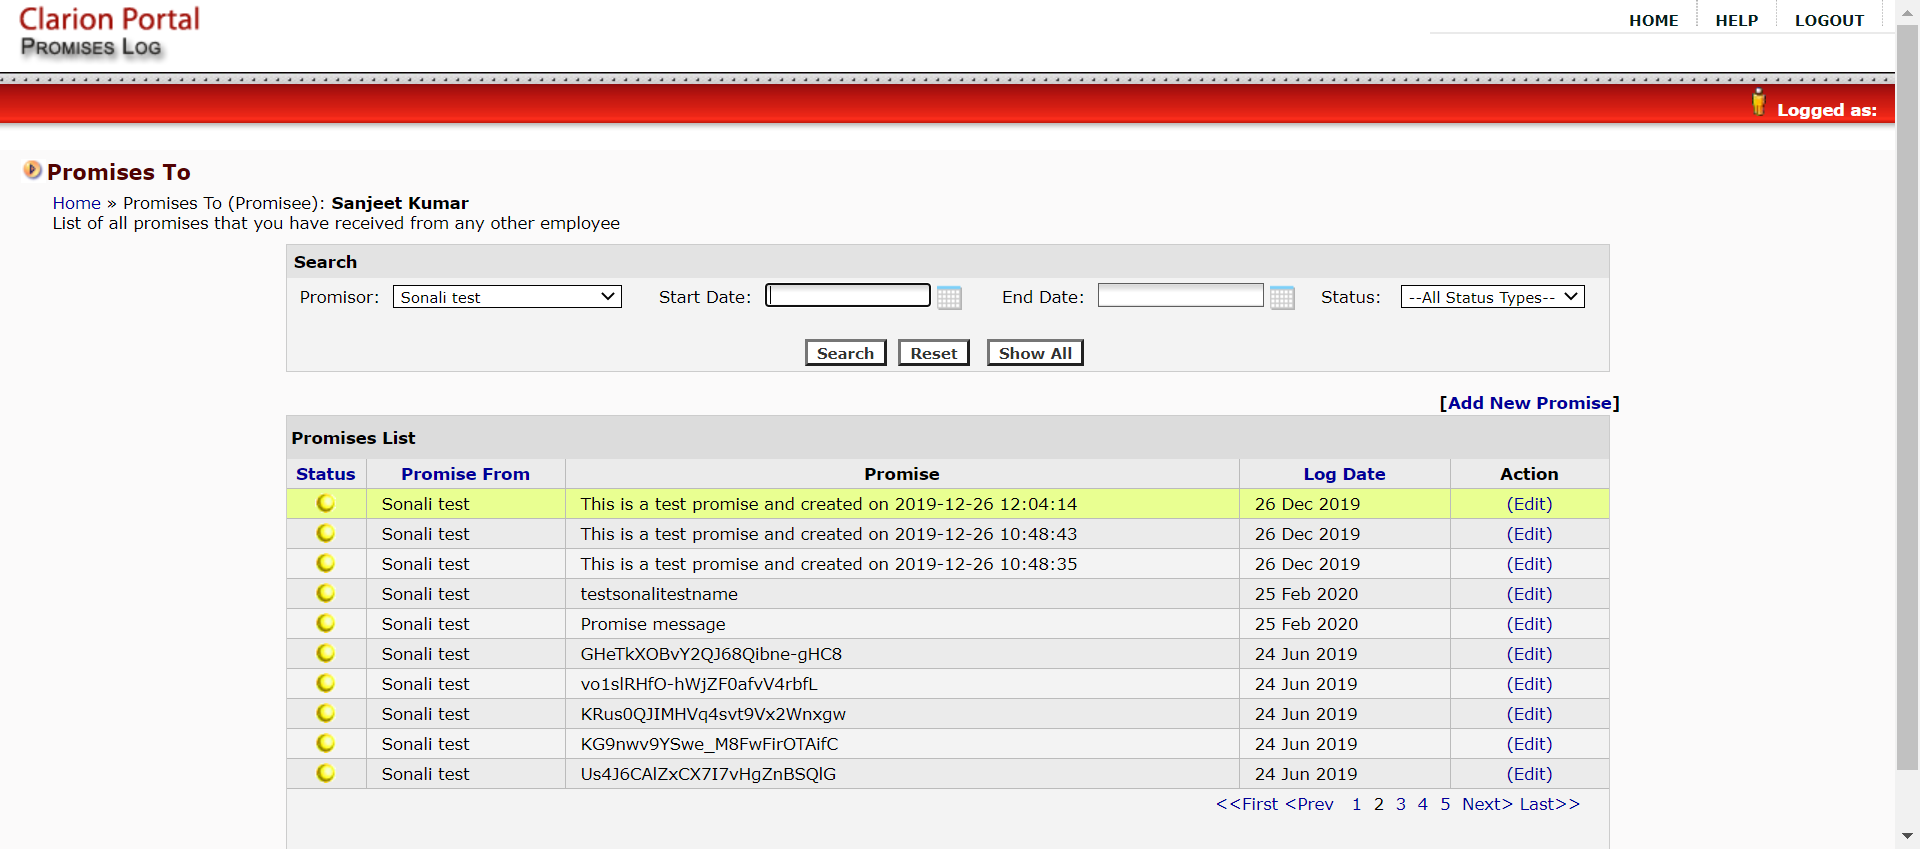 Clarion Portal
PROMISES LOG
HOME HELP LOGOUT
Logged as:
Promises To
Home » Promises To (Promisee): Sanjeet Kumar
List of all promises that you have received from any other employee
Search
Promisor: Sonali test Start Date: End Date: Status: --All Status Types--
Search Reset Show All
[Add New Promise]
Promises List
Status Promise From Promise Log Date Action
Sonali test This is a test promise and created on 2019-12-26 12:04:14 26 Dec 2019 (Edit)
Sonali test This is a test promise and created on 2019-12-26 10:48:43 26 Dec 2019 (Edit)
Sonali test This is a test promise and created on 2019-12-26 10:48:35 26 Dec 2019 (Edit)
Sonali test testsonalitestname 25 Feb 2020 (Edit)
Sonali test Promise message 25 Feb 2020 (Edit)
Sonali test GHeTkXOBvY2QJ68Qibne-gHC8 24 Jun 2019 (Edit)
Sonali test vo1slRHfO-hWjZF0afvV4rbfL 24 Jun 2019 (Edit)
Sonali test KRus0QJIMHVq4svt9Vx2Wnxgw 24 Jun 2019 (Edit)
Sonali test KG9nwv9YSwe_M8FwFirOTAifC 24 Jun 2019 (Edit)
Sonali test Us4J6CAlZxCX7I7vHgZnBSQlG 24 Jun 2019 (Edit)
<<First <Prev 1 2 3 4 5 Next> Last>>